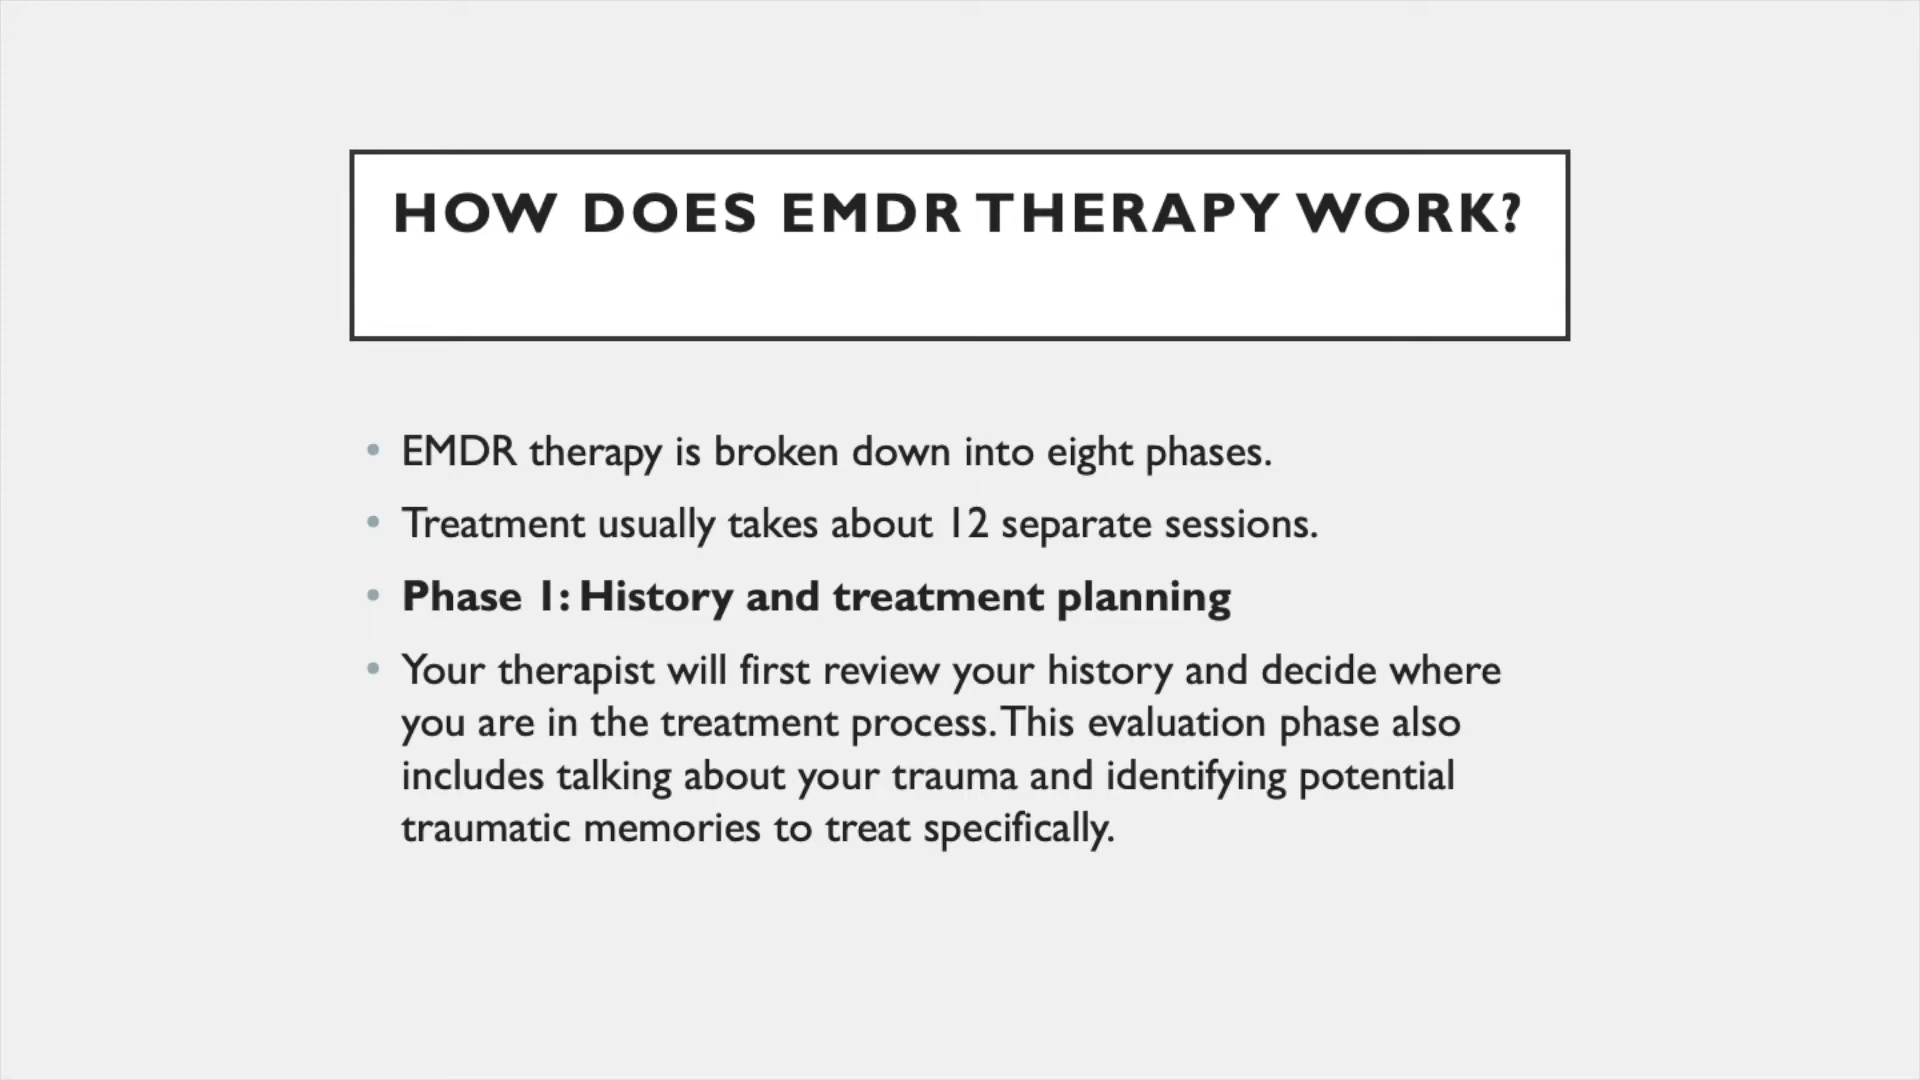 HOW DOES EMDR THERAPY WORK?
• EMDR therapy is broken down into eight phases.
• Treatment usually takes about 12 separate sessions.
• Phase 1: History and treatment planning
• Your therapist will first review your history and decide where
you are in the treatment process. This evaluation phase also
includes talking about your trauma and identifying potential
traumatic memories to treat specifically.